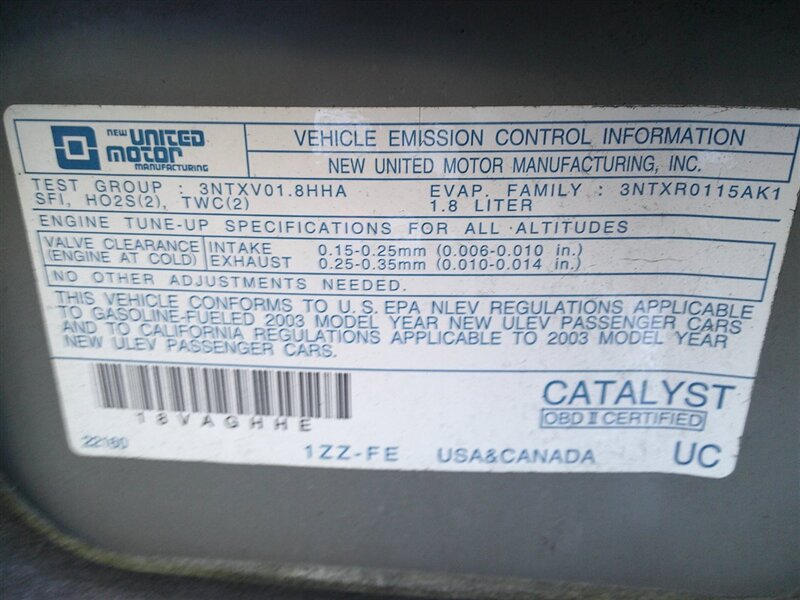 NEW UNITED MOTOR MANUFACTURING
VEHICLE EMISSION CONTROL INFORMATION
NEW UNITED MOTOR MANUFACTURING, INC.
TEST GROUP : 3NTXV01.8HHA EVAP. FAMILY : 3NTXR0115AK1
SFI, HO2S(2), TWC(2) 1.8 LITER
ENGINE TUNE-UP SPECIFICATIONS FOR ALL ALTITUDES
VALVE CLEARANCE INTAKE 0.15-0.25mm (0.006-0.010 in.)
(ENGINE AT COLD) EXHAUST 0.25-0.35mm (0.010-0.014 in.)
NO OTHER ADJUSTMENTS NEEDED.
THIS VEHICLE CONFORMS TO U.S. EPA NLEV REGULATIONS APPLICABLE
TO GASOLINE-FUELED 2003 MODEL YEAR NEW ULEV PASSENGER CARS
AND TO CALIFORNIA REGULATIONS APPLICABLE TO 2003 MODEL YEAR
NEW ULEV PASSENGER CARS.
18VAGHHE
CATALYST
OBD II CERTIFIED
22160 1ZZ-FE USA&CANADA UC